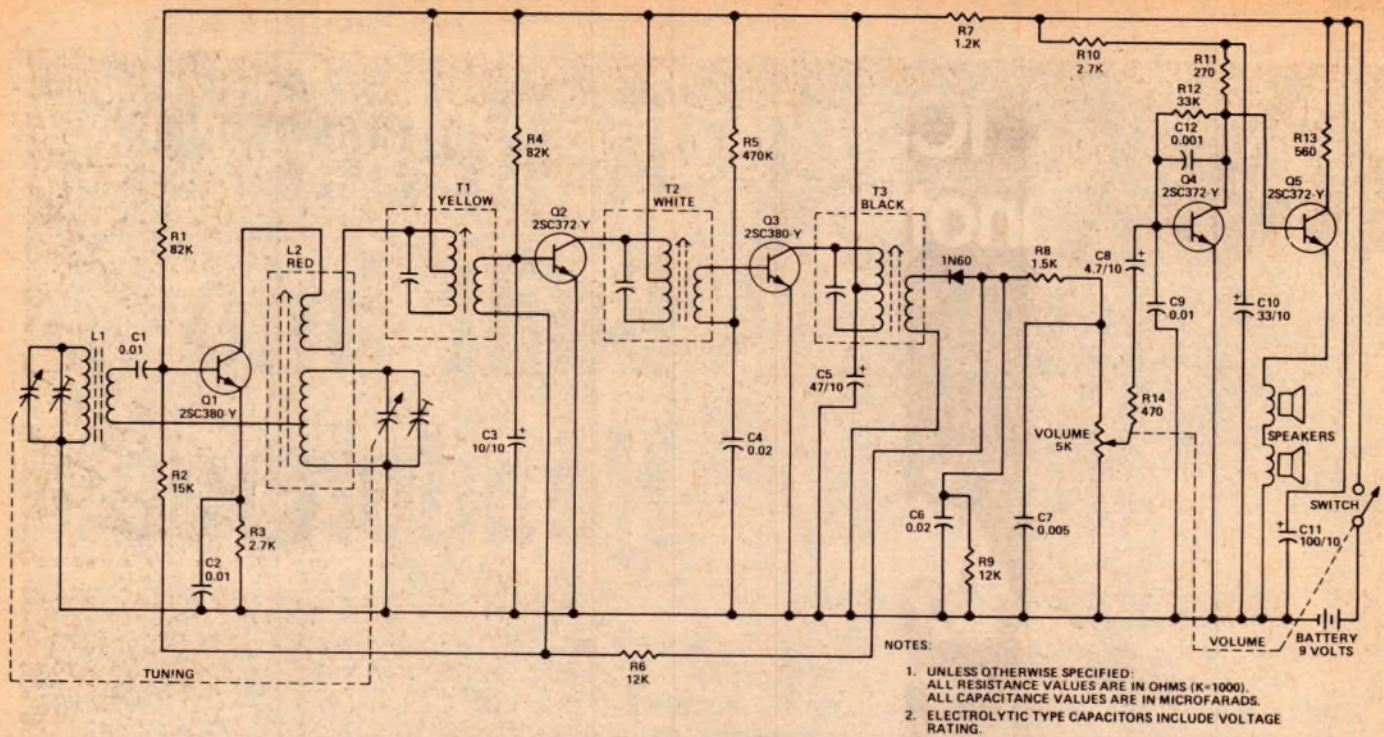 R7
1.2K
R10
2.7K
R11
270
R12
33K
C12
0.001
R13
560
R4
82K
R5
470K
T1
YELLOW
T2
WHITE
T3
BLACK
Q2
2SC372-Y
Q3
2SC380-Y
Q4
2SC372-Y
Q5
2SC372-Y
R1
82K
L2
RED
1N60
R8
1.5K
C8
4.7/10
C9
0.01
C10
33/10
L1
C1
0.01
Q1
2SC380-Y
C5
47/10
R14
470
VOLUME
5K
SPEAKERS
C3
10/10
C4
0.02
R2
15K
R3
2.7K
C2
0.01
C6
0.02
R9
12K
C7
0.005
C11
100/10
SWITCH
TUNING
R6
12K
VOLUME
BATTERY
9 VOLTS
NOTES:
1. UNLESS OTHERWISE SPECIFIED:
ALL RESISTANCE VALUES ARE IN OHMS (K=1000).
ALL CAPACITANCE VALUES ARE IN MICROFARADS.
2. ELECTROLYTIC TYPE CAPACITORS INCLUDE VOLTAGE
RATING.